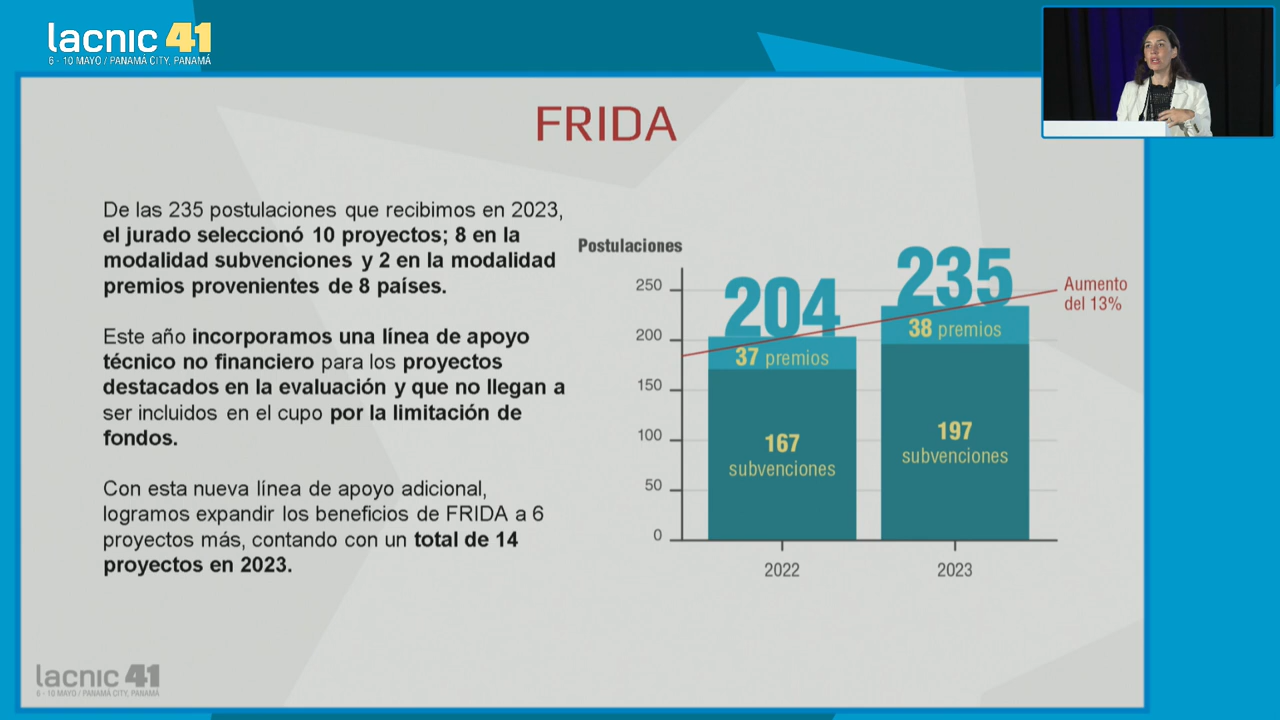 lacnic 41
6 - 10 MAYO / PANAMÁ CITY, PANAMÁ
FRIDA
De las 235 postulaciones que recibimos en 2023,
el jurado seleccionó 10 proyectos; 8 en la
modalidad subvenciones y 2 en la modalidad
premios provenientes de 8 países.
Este año incorporamos una línea de apoyo
técnico no financiero para los proyectos
destacados en la evaluación y que no llegan a
ser incluidos en el cupo por la limitación de
fondos.
Con esta nueva línea de apoyo adicional,
logramos expandir los beneficios de FRIDA a 6
proyectos más, contando con un total de 14
proyectos en 2023.
Postulaciones
250
200
150
100
50
0
204
37 premios
167
subvenciones
2022
235
38 premios
197
subvenciones
2023
Aumento
del 13%
lacnic 41
6 - 10 MAYO / PANAMÁ CITY, PANAMÁ